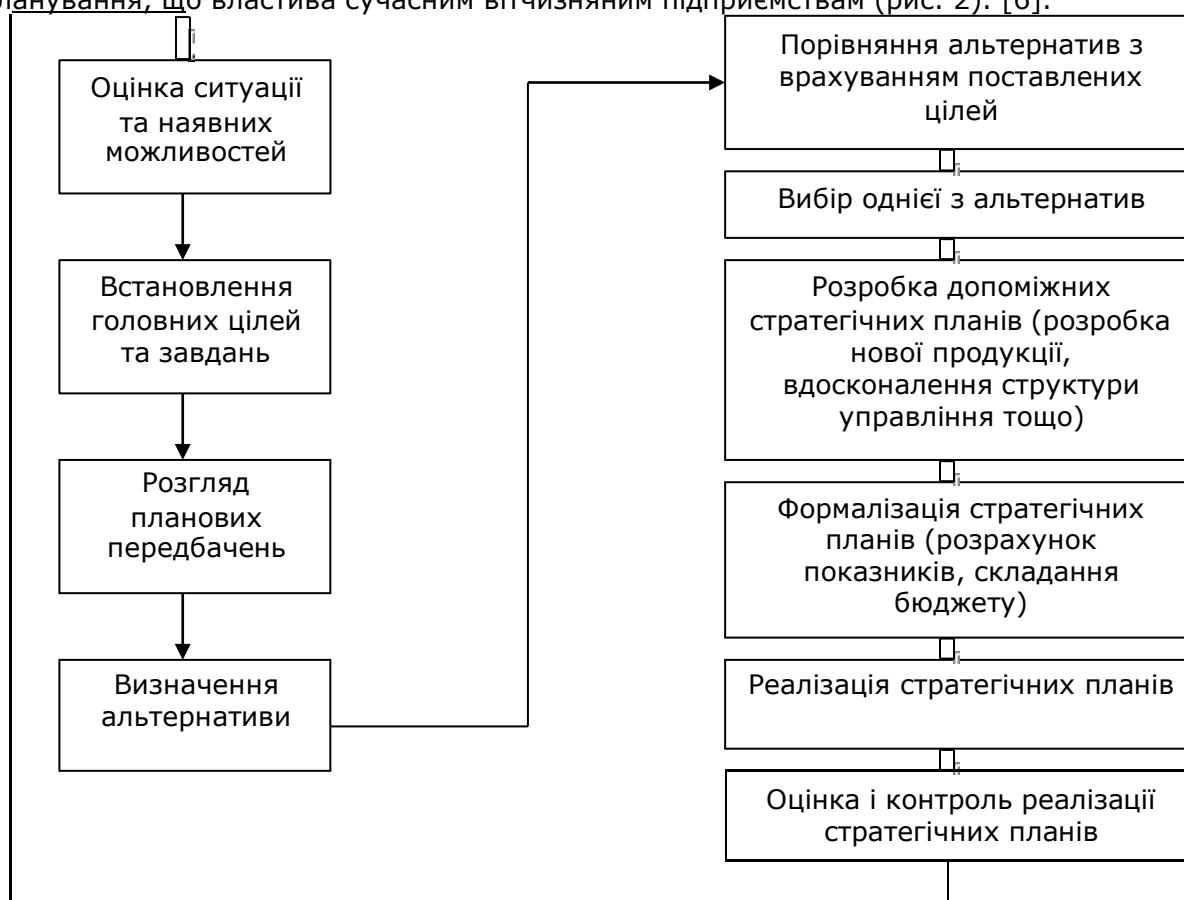 ланування, що властива сучасним вітчизняним підприємствам (рис. 2). [6].
Оцінка ситуації
та наявних
можливостей
Встановлення
головних цілей
та завдань
Розгляд
планових
передбачень
Визначення
альтернативи
Порівняння альтернатив з
врахуванням поставлених
цілей
Вибір однієї з альтернатив
Розробка допоміжних
стратегічних планів (розробка
нової продукції,
вдосконалення структури
управління тощо)
Формалізація стратегічних
планів (розрахунок
показників, складання
бюджету)
Реалізація стратегічних планів
Оцінка і контроль реалізації
стратегічних планів